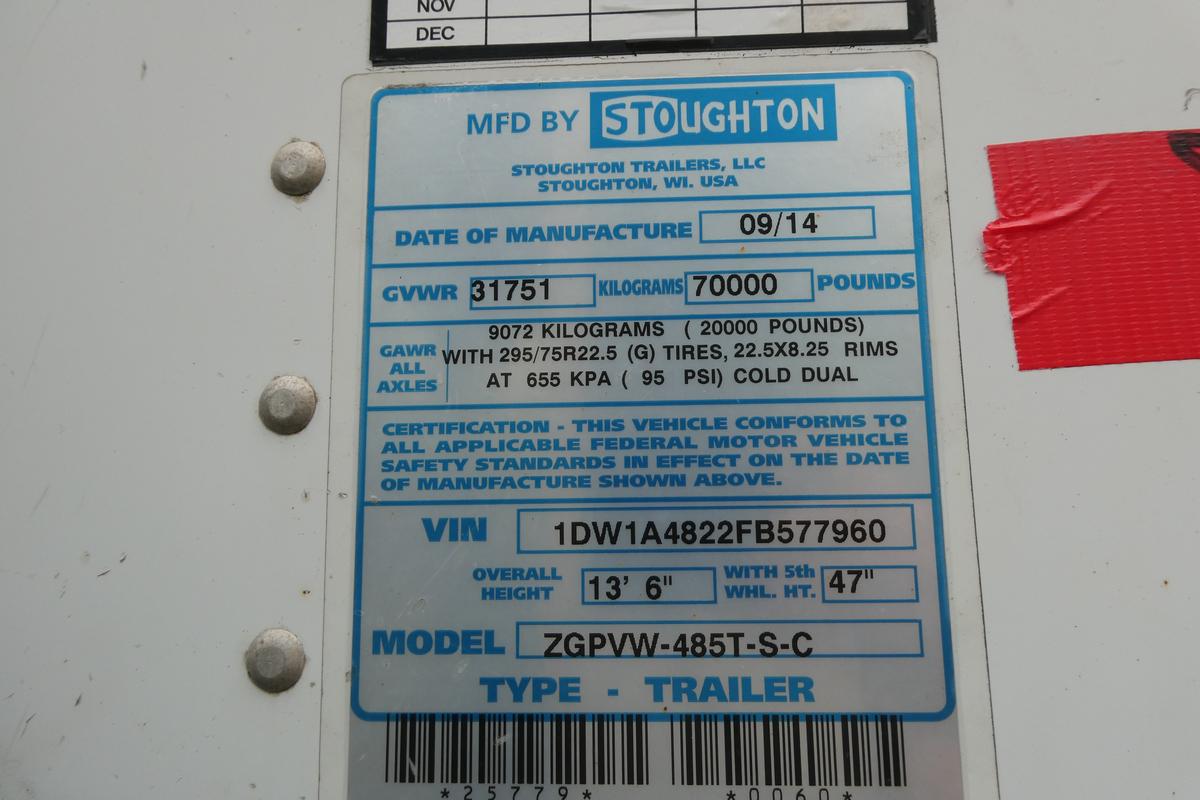 NOV
DEC
MFD BY STOUGHTON
STOUGHTON TRAILERS, LLC
STOUGHTON, WI. USA
DATE OF MANUFACTURE 09/14
GVWR 31751 KILOGRAMS 70000 POUNDS
GAWR ALL AXLES
9072 KILOGRAMS ( 20000 POUNDS)
WITH 295/75R22.5 (G) TIRES, 22.5X8.25 RIMS
AT 655 KPA ( 95 PSI) COLD DUAL
CERTIFICATION - THIS VEHICLE CONFORMS TO
ALL APPLICABLE FEDERAL MOTOR VEHICLE
SAFETY STANDARDS IN EFFECT ON THE DATE
OF MANUFACTURE SHOWN ABOVE.
VIN 1DW1A4822FB577960
OVERALL HEIGHT 13' 6" WITH 5th WHL. HT. 47"
MODEL ZGPVW-485T-S-C
TYPE - TRAILER
*25779* *0060*